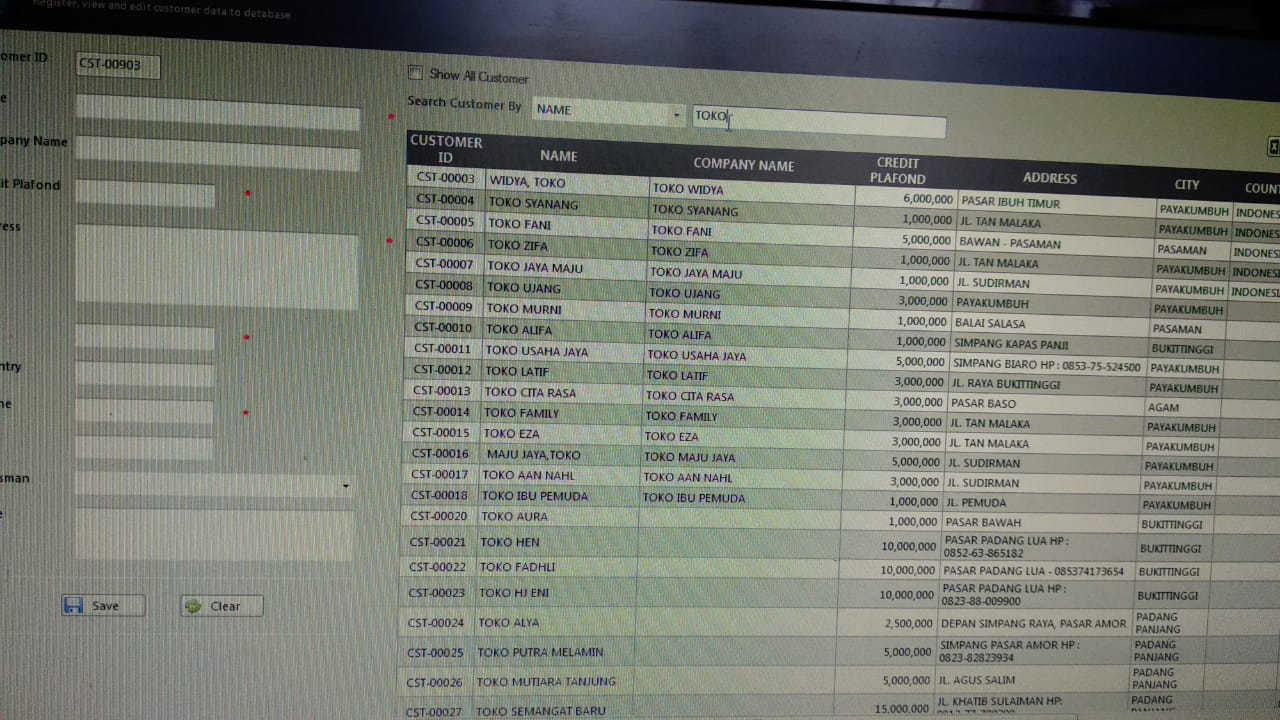 Register, view and edit customer data to database
omer ID CST-00903
e
pany Name
it Plafond
ress
ntry
ne
sman
e
Save Clear
Show All Customer
Search Customer By NAME TOKO
CUSTOMER ID NAME COMPANY NAME CREDIT PLAFOND ADDRESS CITY COUN
CST-00003 WIDYA, TOKO TOKO WIDYA 6,000,000 PASAR IBUH TIMUR PAYAKUMBUH INDONES
CST-00004 TOKO SYANANG TOKO SYANANG 1,000,000 JL. TAN MALAKA PAYAKUMBUH INDONES
CST-00005 TOKO FANI TOKO FANI 5,000,000 BAWAN - PASAMAN PASAMAN INDONES
CST-00006 TOKO ZIFA TOKO ZIFA 1,000,000 JL. TAN MALAKA PAYAKUMBUH INDONES
CST-00007 TOKO JAYA MAJU TOKO JAYA MAJU 1,000,000 JL. SUDIRMAN PAYAKUMBUH INDONES
CST-00008 TOKO UJANG TOKO UJANG 3,000,000 PAYAKUMBUH PAYAKUMBUH
CST-00009 TOKO MURNI TOKO MURNI 1,000,000 BALAI SALASA PASAMAN
CST-00010 TOKO ALIFA TOKO ALIFA 1,000,000 SIMPANG KAPAS PANJI BUKITTINGGI
CST-00011 TOKO USAHA JAYA TOKO USAHA JAYA 5,000,000 SIMPANG BIARO HP : 0853-75-524500 PAYAKUMBUH
CST-00012 TOKO LATIF TOKO LATIF 3,000,000 JL. RAYA BUKITTINGGI PAYAKUMBUH
CST-00013 TOKO CITA RASA TOKO CITA RASA 3,000,000 PASAR BASO AGAM
CST-00014 TOKO FAMILY TOKO FAMILY 3,000,000 JL. TAN MALAKA PAYAKUMBUH
CST-00015 TOKO EZA TOKO EZA 3,000,000 JL. TAN MALAKA PAYAKUMBUH
CST-00016 MAJU JAYA,TOKO TOKO MAJU JAYA 5,000,000 JL. SUDIRMAN PAYAKUMBUH
CST-00017 TOKO AAN NAHL TOKO AAN NAHL 3,000,000 JL. SUDIRMAN PAYAKUMBUH
CST-00018 TOKO IBU PEMUDA TOKO IBU PEMUDA 1,000,000 JL. PEMUDA PAYAKUMBUH
CST-00020 TOKO AURA 1,000,000 PASAR BAWAH BUKITTINGGI
CST-00021 TOKO HEN 10,000,000 PASAR PADANG LUA HP : 0852-63-865182 BUKITTINGGI
CST-00022 TOKO FADHLI 10,000,000 PASAR PADANG LUA - 085374173654 BUKITTINGGI
CST-00023 TOKO HJ ENI 10,000,000 PASAR PADANG LUA HP : 0823-88-009900 BUKITTINGGI
CST-00024 TOKO ALYA 2,500,000 DEPAN SIMPANG RAYA, PASAR AMOR PADANG PANJANG
CST-00025 TOKO PUTRA MELAMIN 5,000,000 SIMPANG PASAR AMOR HP : 0823-82823934 PADANG PANJANG
CST-00026 TOKO MUTIARA TANJUNG 5,000,000 JL. AGUS SALIM PADANG PANJANG
CST-00027 TOKO SEMANGAT BARU 15,000,000 JL. KHATIB SULAIMAN HP: PADANG